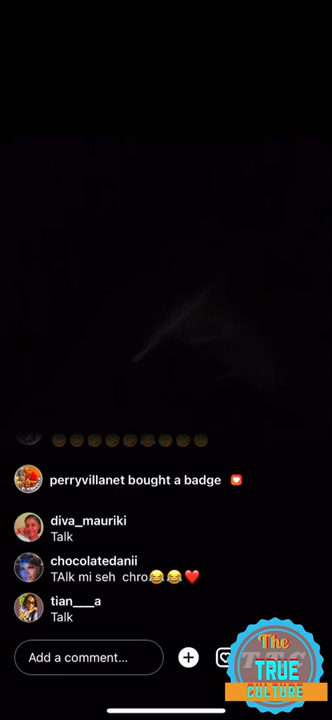 perryvillanet bought a badge
diva_mauriki
Talk
chocolatedanii
TAlk mi seh chro😂😂❤️
tian___a
Talk
Add a comment...
The
TRUE
CULTURE